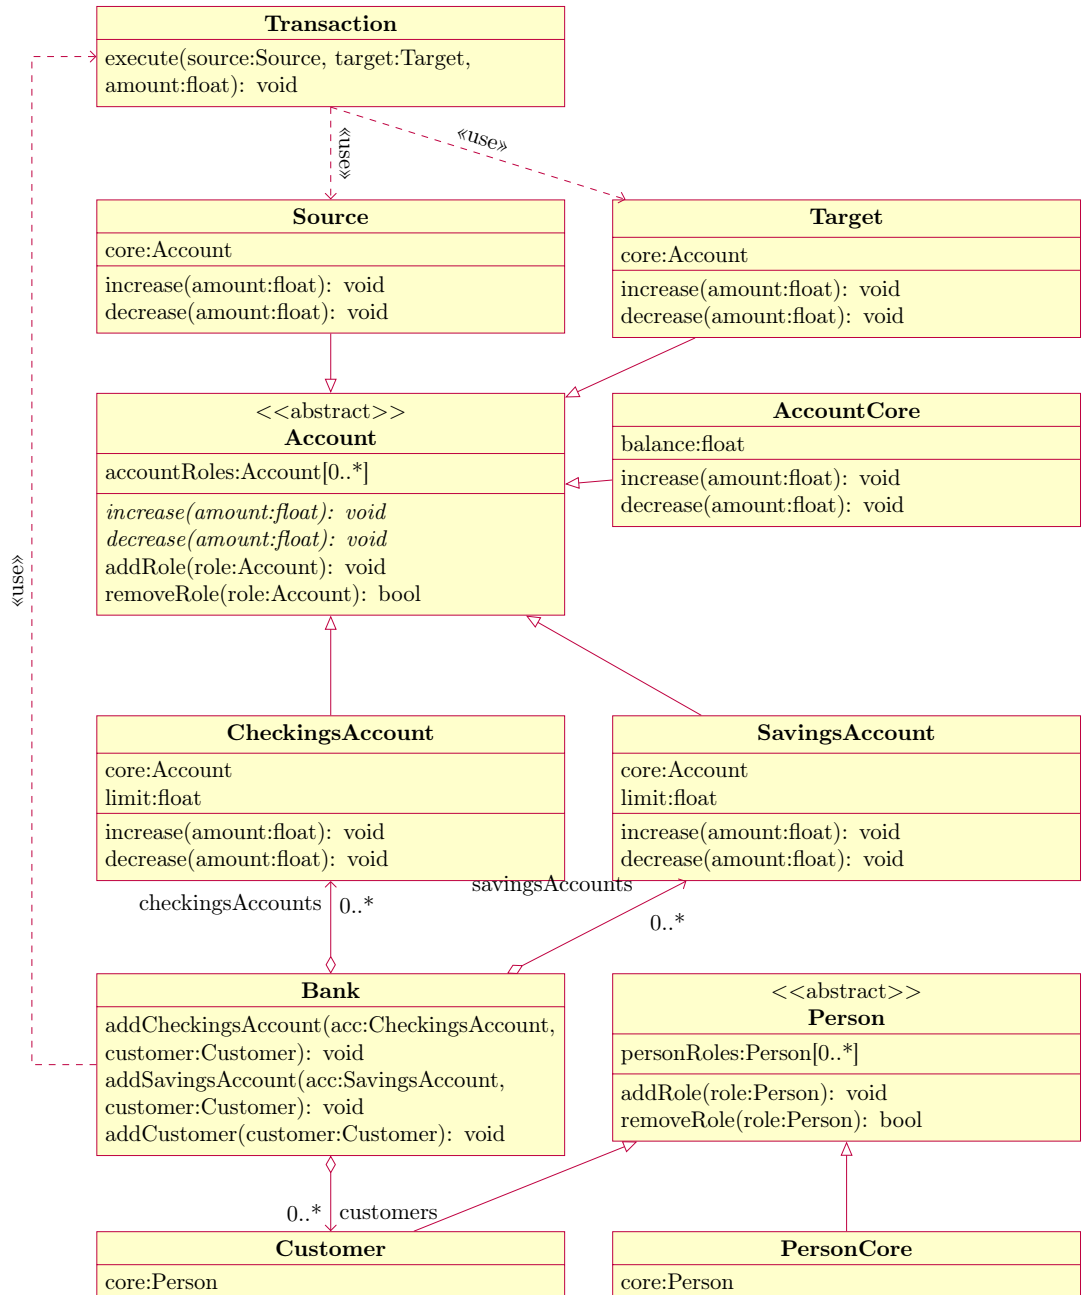 Transaction
execute(source:Source, target:Target,
amount:float): void
«use»
«use»
Source
core:Account
increase(amount:float): void
decrease(amount:float): void
Target
core:Account
increase(amount:float): void
decrease(amount:float): void
<<abstract>>
Account
accountRoles:Account[0..*]
increase(amount:float): void
decrease(amount:float): void
addRole(role:Account): void
removeRole(role:Account): bool
AccountCore
balance:float
increase(amount:float): void
decrease(amount:float): void
«use»
CheckingsAccount
core:Account
limit:float
increase(amount:float): void
decrease(amount:float): void
SavingsAccount
core:Account
limit:float
increase(amount:float): void
decrease(amount:float): void
checkingsAccounts
0..*
savingsAccounts
0..*
Bank
addCheckingsAccount(acc:CheckingsAccount,
customer:Customer): void
addSavingsAccount(acc:SavingsAccount,
customer:Customer): void
addCustomer(customer:Customer): void
<<abstract>>
Person
personRoles:Person[0..*]
addRole(role:Person): void
removeRole(role:Person): bool
0..*
customers
Customer
core:Person
PersonCore
core:Person